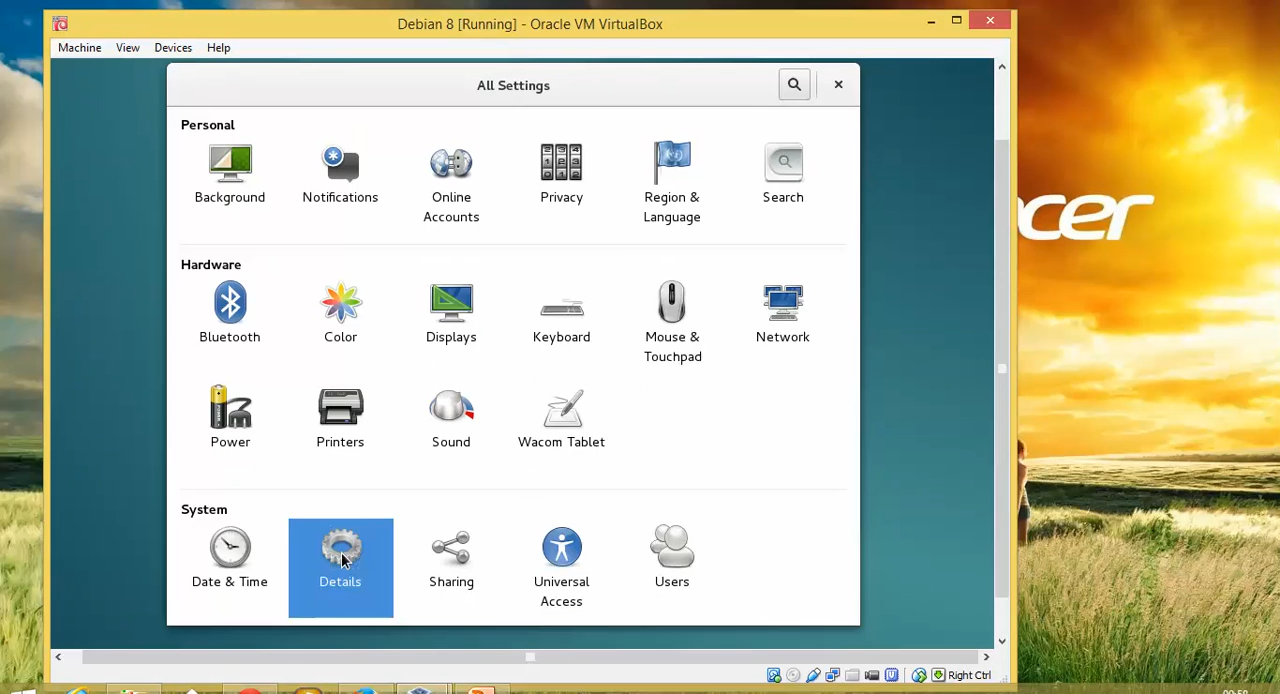 Debian 8 [Running] - Oracle VM VirtualBox
Machine View Devices Help
All Settings
Personal
Background
Notifications
Online
Accounts
Privacy
Region &
Language
Search
Hardware
Bluetooth
Color
Displays
Keyboard
Mouse &
Touchpad
Network
Power
Printers
Sound
Wacom Tablet
System
Date & Time
Details
Sharing
Universal
Access
Users
Right Ctrl